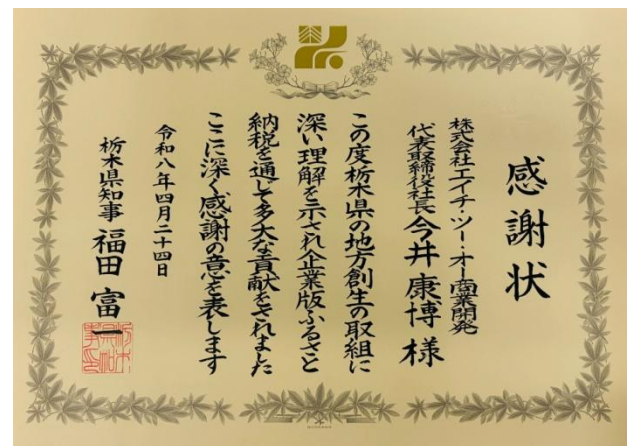 感謝状
株式会社エイチ・ツー・オー商業開発
代表取締役社長 今井 康博 様
この度栃木県の地方創生の取組に
深い理解を示され企業版ふるさと
納税を通して多大な貢献をされました
ここに深く感謝の意を表します
令和八年四月二十四日
栃木県知事 福田 富一